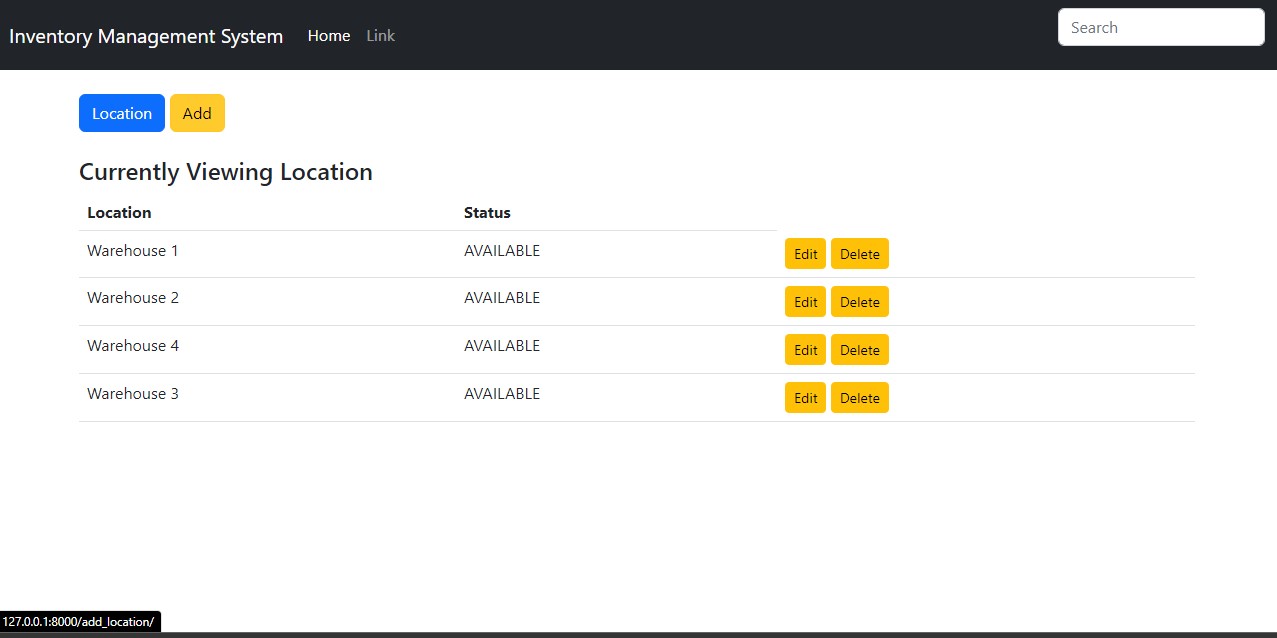 Inventory Management System Home Link Search
Location Add
Currently Viewing Location
Location Status
Warehouse 1 AVAILABLE Edit Delete
Warehouse 2 AVAILABLE Edit Delete
Warehouse 4 AVAILABLE Edit Delete
Warehouse 3 AVAILABLE Edit Delete
127.0.0.1:8000/add_location/